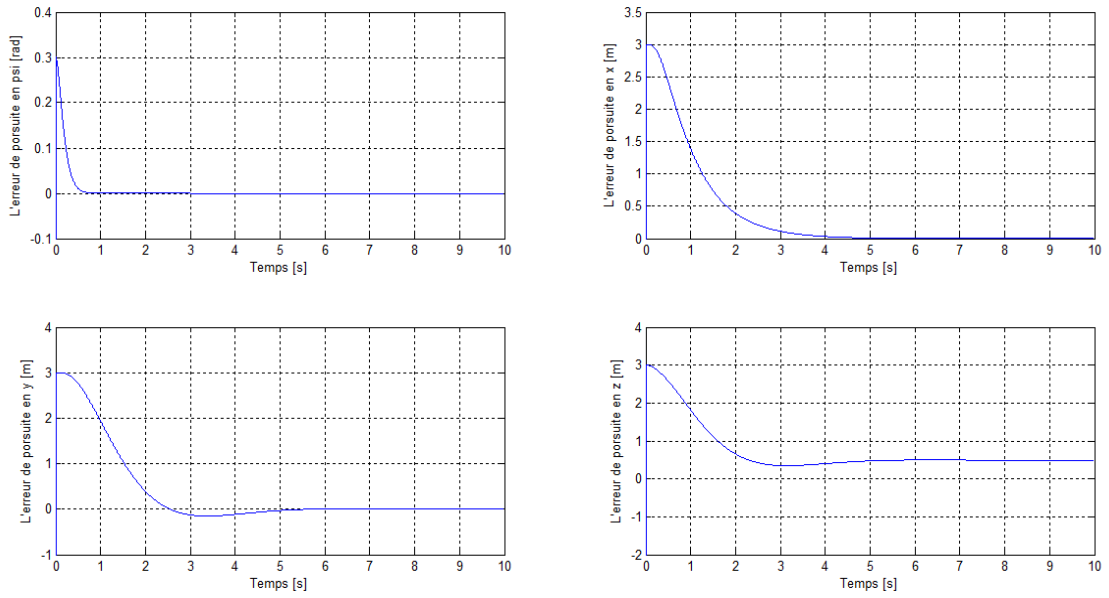 0.4
0.3
0.2
0.1
0
-0.1
L'erreur de porsuite en psi [rad]
0 1 2 3 4 5 6 7 8 9 10
Temps [s]
3.5
3
2.5
2
1.5
1
0.5
0
L'erreur de porsuite en x [m]
0 1 2 3 4 5 6 7 8 9 10
Temps [s]
4
3
2
1
0
-1
L'erreur de porsuite en y [m]
0 1 2 3 4 5 6 7 8 9 10
Temps [s]
4
3
2
1
0
-1
-2
L'erreur de porsuite en z [m]
0 1 2 3 4 5 6 7 8 9 10
Temps [s]